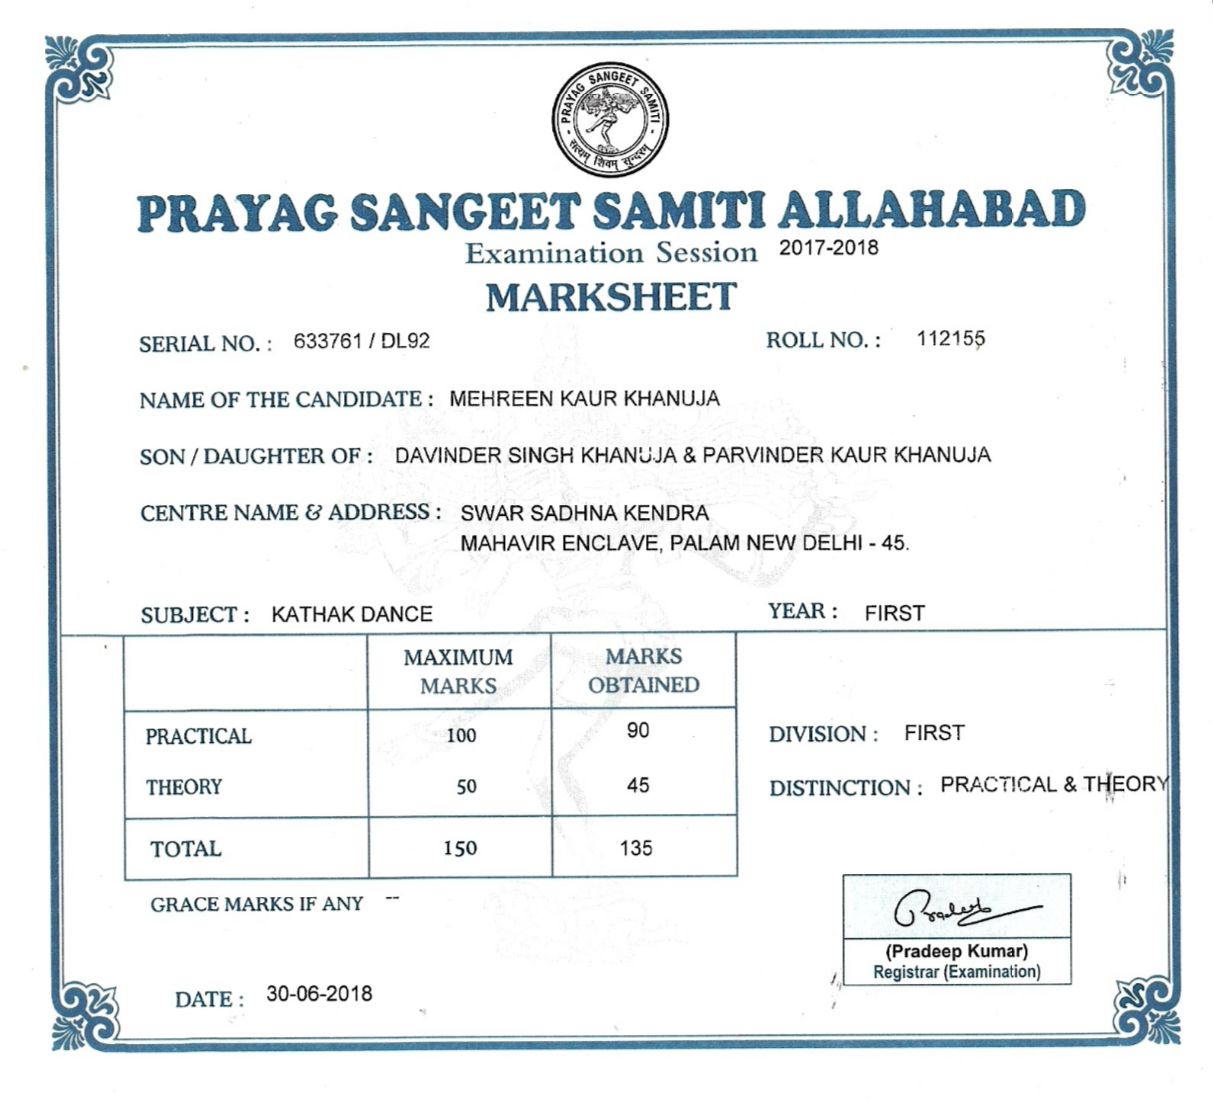 PRAYAG SANGEET SAMITI
सत्यम् शिवम् सुन्दरम्
PRAYAG SANGEET SAMITI ALLAHABAD
Examination Session 2017-2018
MARKSHEET
SERIAL NO. : 633761 / DL92 ROLL NO. : 112155
NAME OF THE CANDIDATE : MEHREEN KAUR KHANUJA
SON / DAUGHTER OF : DAVINDER SINGH KHANUJA & PARVINDER KAUR KHANUJA
CENTRE NAME & ADDRESS : SWAR SADHNA KENDRA
MAHAVIR ENCLAVE, PALAM NEW DELHI - 45.
SUBJECT : KATHAK DANCE YEAR : FIRST
MAXIMUM MARKS
MARKS OBTAINED
PRACTICAL 100 90 DIVISION : FIRST
THEORY 50 45 DISTINCTION : PRACTICAL & THEORY
TOTAL 150 135
GRACE MARKS IF ANY --
Pradeep
(Pradeep Kumar)
Registrar (Examination)
DATE : 30-06-2018